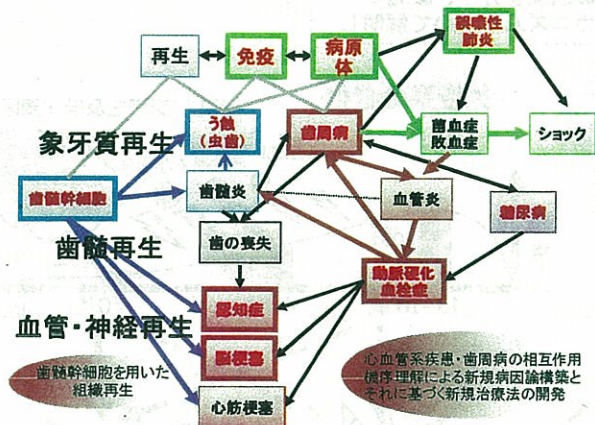 誤嚥性
肺炎
再生
免疫
病原
体
う蝕
(虫歯)
歯周病
菌血症
敗血症
ショック
象牙質再生
歯髄幹細胞
歯髄炎
血管炎
糖尿病
歯髄再生
歯の喪失
動脈硬化
血栓症
認知症
血管・神経再生
脳梗塞
心筋梗塞
歯髄幹細胞を用いた
組織再生
心血管系疾患・歯周病の相互作用
機序理解による新規病因論構築と
それに基づく新規治療法の開発